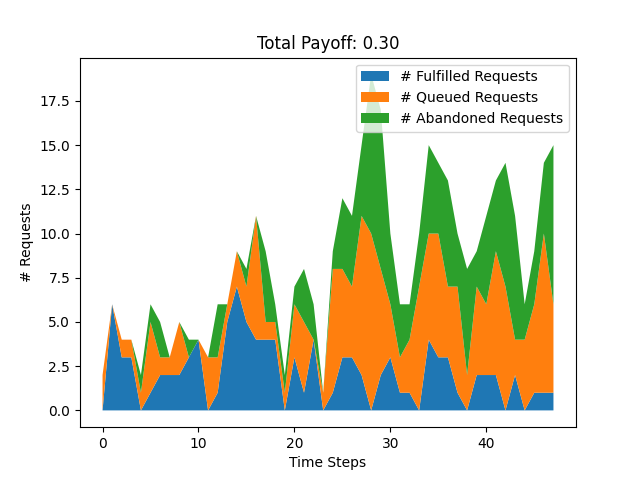 Total Payoff: 0.30
# Fulfilled Requests
# Queued Requests
# Abandoned Requests
# Requests
17.5
15.0
12.5
10.0
7.5
5.0
2.5
0.0
0 10 20 30 40
Time Steps